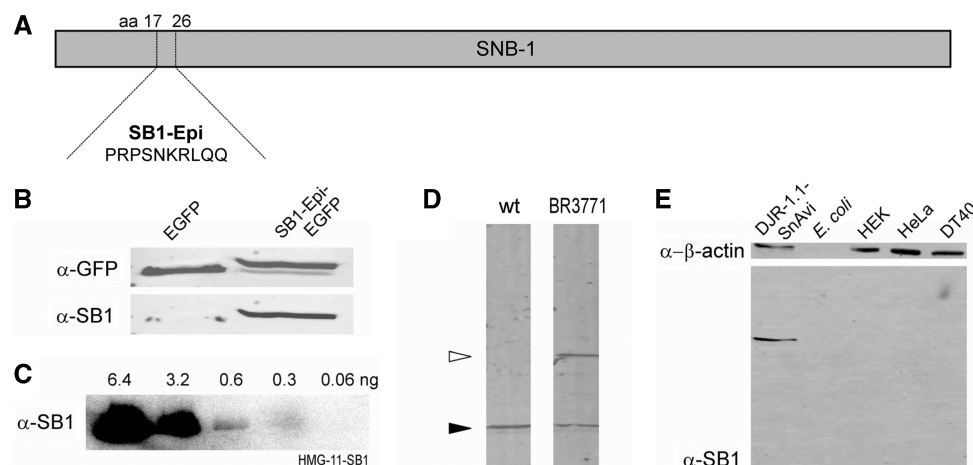 A
aa 17 26
SNB-1
SB1-Epi
PRPSNKRLQQ
B
EGFP
SB1-Epi-
EGFP
α-GFP
α-SB1
C
6.4 3.2 0.6 0.3 0.06 ng
α-SB1
HMG-11-SB1
D
wt BR3771
E
DJR-1.1-
SnAvi
E. coli
HEK
HeLa
DT40
α-β-actin
α-SB1